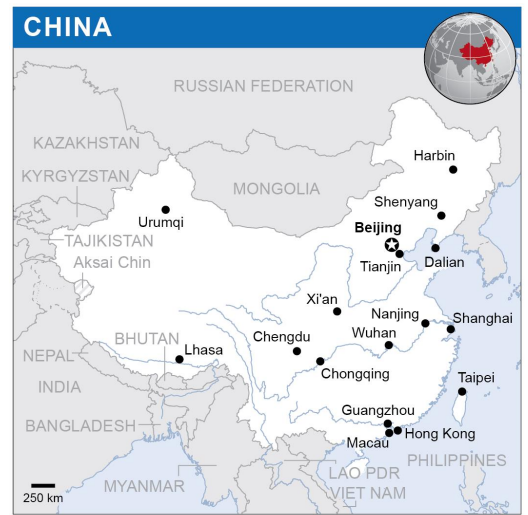 CHINA
RUSSIAN FEDERATION
KAZAKHSTAN
Harbin
KYRGYZSTAN
MONGOLIA
Shenyang
Urumqi
Beijing
TAJIKISTAN
Aksai Chin
Tianjin
Dalian
Xi'an
Nanjing
Shanghai
Wuhan
Chengdu
BHUTAN
Lhasa
NEPAL
Chongqing
INDIA
Taipei
Guangzhou
BANGLADESH
Macau
Hong Kong
PHILIPPINES
LAO PDR
MYANMAR
VIET NAM
250 km